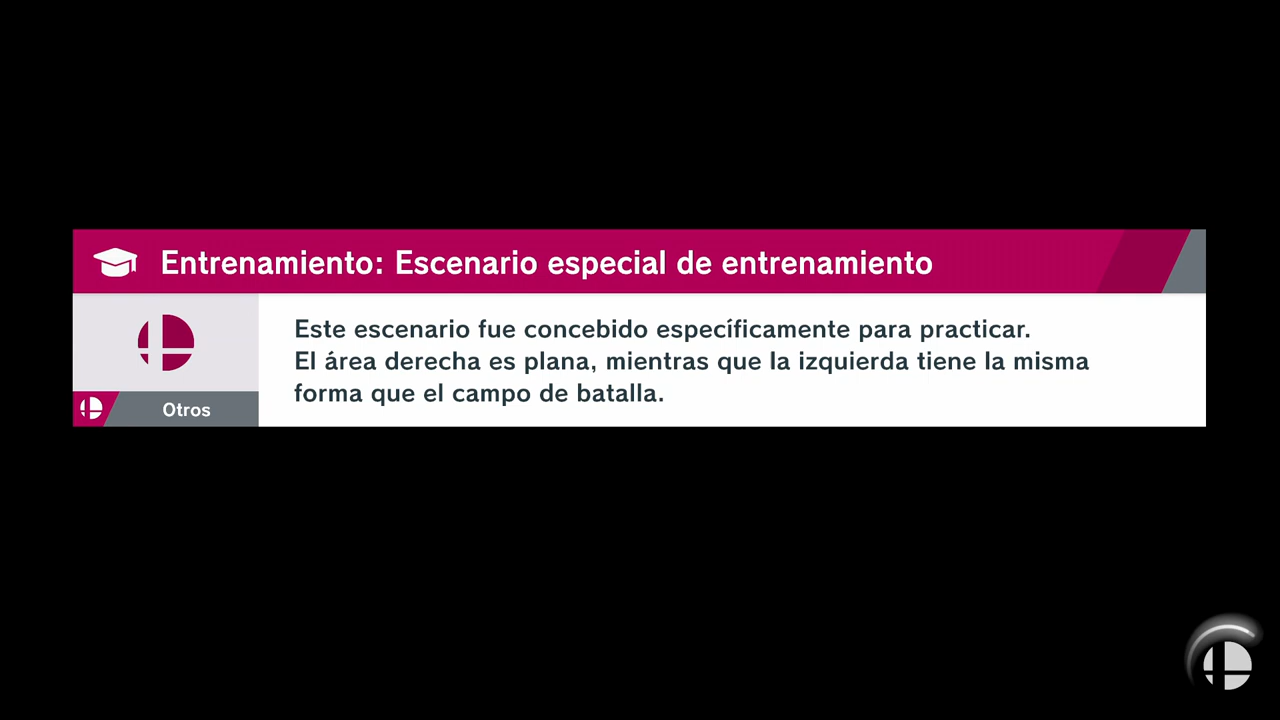 Entrenamiento: Escenario especial de entrenamiento
Este escenario fue concebido específicamente para practicar.
El área derecha es plana, mientras que la izquierda tiene la misma
forma que el campo de batalla.
Otros